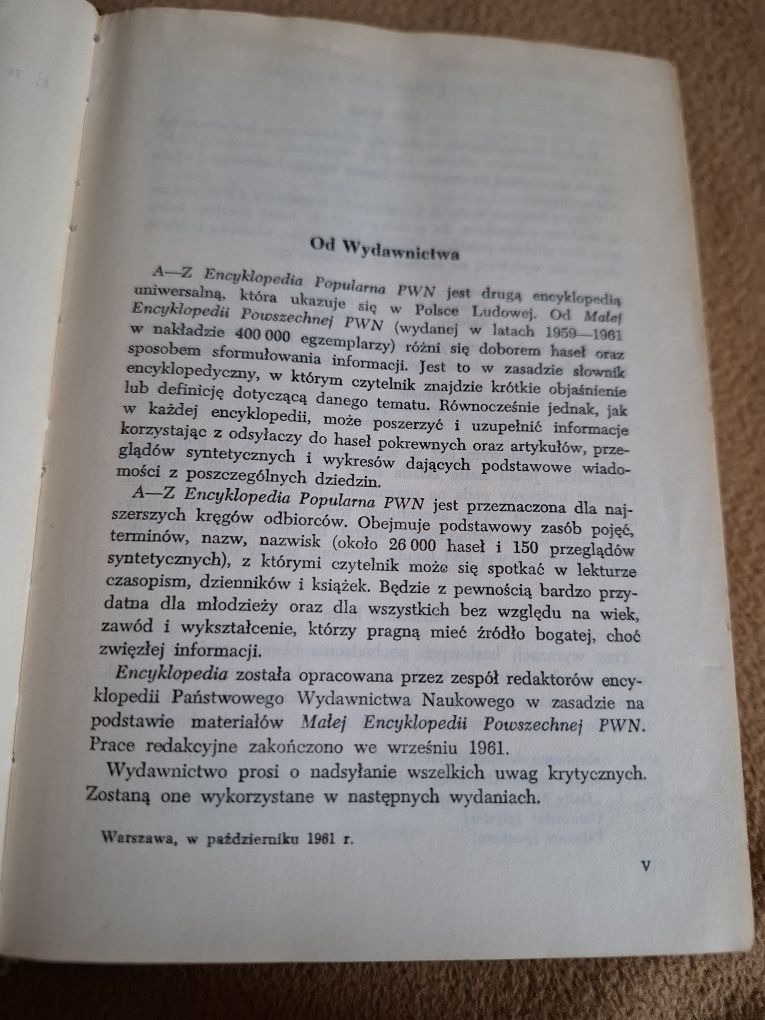 Od Wydawnictwa
A—Z Encyklopedia Popularna PWN jest drugą encyklopedią
uniwersalną, która ukazuje się w Polsce Ludowej. Od Małej
Encyklopedii Powszechnej PWN (wydanej w latach 1959—1961
w nakładzie 400 000 egzemplarzy) różni się doborem haseł oraz
sposobem sformułowania informacji. Jest to w zasadzie słownik
encyklopedyczny, w którym czytelnik znajdzie krótkie objaśnienie
lub definicję dotyczącą danego tematu. Równocześnie jednak, jak
w każdej encyklopedii, może poszerzyć i uzupełnić informacje
korzystając z odsyłaczy do haseł pokrewnych oraz artykułów, prze-
glądów syntetycznych i wykresów dających podstawowe wiado-
mości z poszczególnych dziedzin.
A—Z Encyklopedia Popularna PWN jest przeznaczona dla naj-
szerszych kręgów odbiorców. Obejmuje podstawowy zasób pojęć,
terminów, nazw, nazwisk (około 26 000 haseł i 150 przeglądów
syntetycznych), z którymi czytelnik może się spotkać w lekturze
czasopism, dzienników i książek. Będzie z pewnością bardzo przy-
datna dla młodzieży oraz dla wszystkich bez względu na wiek,
zawód i wykształcenie, którzy pragną mieć źródło bogatej, choć
zwięzłej informacji.
Encyklopedia została opracowana przez zespół redaktorów ency-
klopedii Państwowego Wydawnictwa Naukowego w zasadzie na
podstawie materiałów Małej Encyklopedii Powszechnej PWN.
Prace redakcyjne zakończono we wrześniu 1961.
Wydawnictwo prosi o nadsyłanie wszelkich uwag krytycznych.
Zostaną one wykorzystane w następnych wydaniach.
Warszawa, w październiku 1961 r.
V